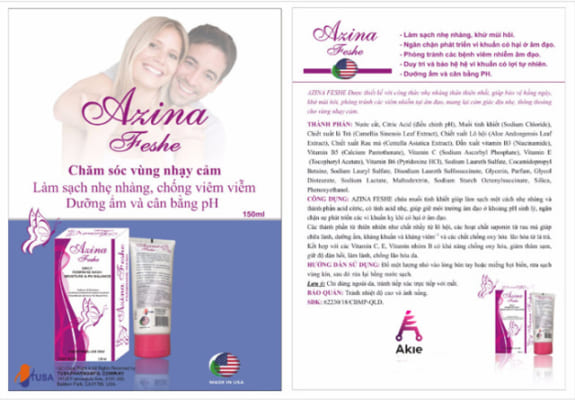 Azina
Feshe
Chăm sóc vùng nhạy cảm
Làm sạch nhẹ nhàng, chống viêm viễm
Dưỡng ẩm và cân bằng pH
150ml
Azina
Feshe
DAILY
FEMININE WASH
MOISTURE & PH BALANCE
Azina Feshe
TUSA
MADE IN USA
Azina
Feshe
- Làm sạch nhẹ nhàng, khử mùi hôi.
- Ngăn chặn phát triển vi khuẩn có hại ở âm đạo.
- Phòng tránh các bệnh viêm nhiễm âm đạo.
- Duy trì và bảo hệ hệ vi khuẩn có lợi tự nhiên.
- Dưỡng ẩm và cân bằng PH.
AZINA FESHE Được thiết kế với công thức nhẹ nhàng thân thiện nhất, giúp bảo vệ hằng ngày,
khử mùi hôi, phòng tránh các viêm nhiễm tại âm đạo, mang lại cảm giác dịu nhẹ, thông thoáng
cho vùng nhạy cảm.
THÀNH PHẦN: Nước cất, Citric Acid (điều chỉnh pH), Muối tinh khiết (Sodium Chloride),
Chiết xuất lá Trà (Camellia Sinensis Leaf Extract), Chiết xuất Lô hội (Aloe Andongensis Leaf
Extract), Chiết xuất Rau má (Centella Asiatica Extract), Dẫn xuất vitamin B3 (Niacinamide),
Vitamin B5 (Calcium Pantothenate), Vitamin C (Sodium Ascorbyl Phosphate), Vitamin E
(Tocopheryl Acetate), Vitamin B6 (Pyridoxine HCl), Sodium Laureth Sulfate, Cocamidopropyl
Betaine, Sodium Lauryl Sulfate, Disodium Laureth Sulfosuccinate, Glycerin, Parfum, Glycol
Distearate, Sodium Lactate, Maltodextrin, Sodium Starch Octenylsuccinate, Silica,
Phenoxyethanol.
CÔNG DỤNG: AZINA FESHE chứa muối tinh khiết giúp làm sạch một cách nhẹ nhàng và
thành phần acid citric, có tính acid nhẹ, giúp giữ môi trường âm đạo ở khoảng pH sinh lý, ngăn
chặn sự phát triển các vi khuẩn kỵ khí có hại ở âm đạo.
Các thành phần từ thiên nhiên như chất nhầy từ lô hội, các hoạt chất saponin từ rau má giúp
chữa lành, dưỡng ẩm, kháng khuẩn và kháng viêm và các chất chống oxy hóa lão hóa từ lá trà.
Kết hợp với các Vitamin C, E, Vitamin nhóm B có khả năng chống oxy hóa, giảm thâm sạm,
giữ độ đàn hồi, làm lành, chống lão hóa da.
HƯỚNG DẪN SỬ DỤNG: Đổ một lượng nhỏ vào lòng bàn tay hoặc miếng bọt biển, rửa sạch
vùng kín, sau đó rửa lại bằng nước sạch.
Lưu ý: Chỉ dùng ngoài da, tránh tiếp xúc trực tiếp với mắt.
BẢO QUẢN: Tránh nhiệt độ cao và ánh nắng.
SĐK: 62230/18/CBMP-QLD.
Akie